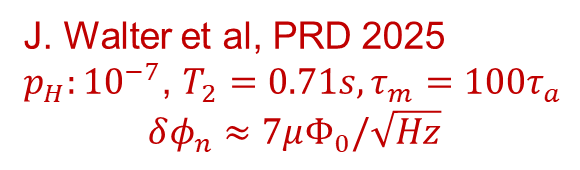 J. Walter et al, PRD 2025
p_H: 10^{-7}, T_2 = 0.71s, τ_m = 100τ_a
δϕ_n ≈ 7μΦ_0/√Hz